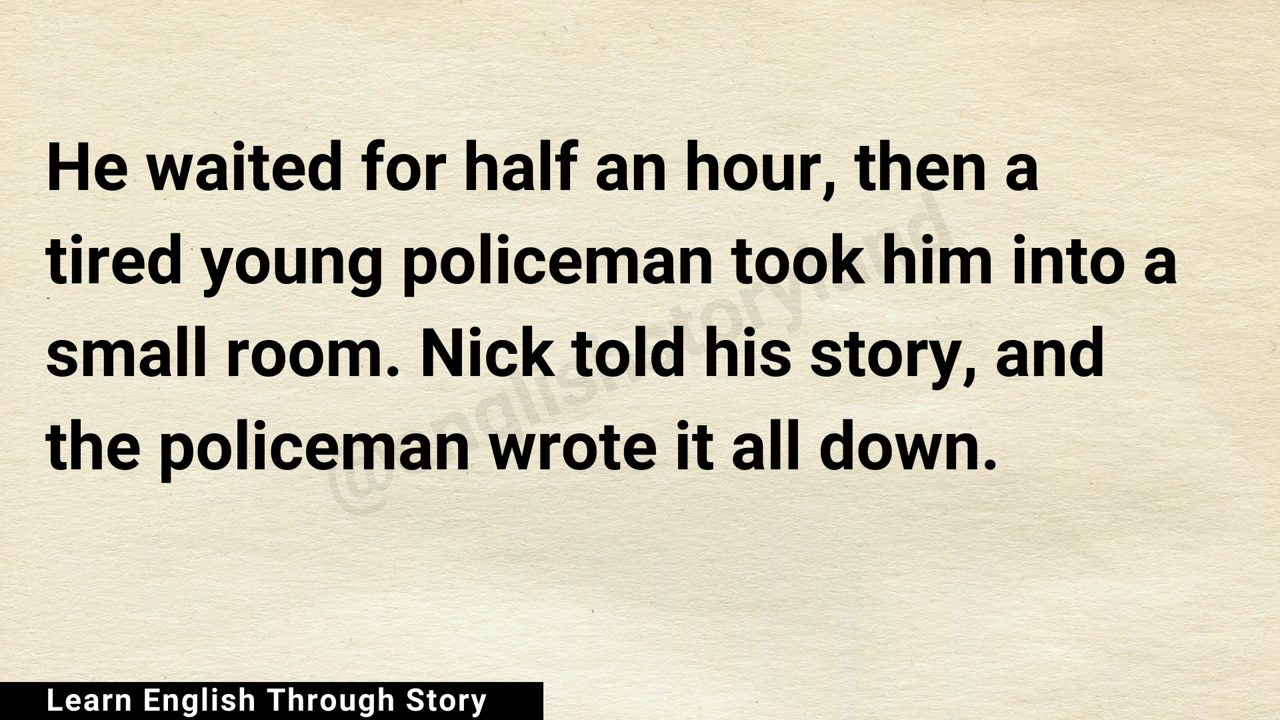 He waited for half an hour, then a
tired young policeman took him into a
small room. Nick told his story, and
the policeman wrote it all down.
Learn English Through Story